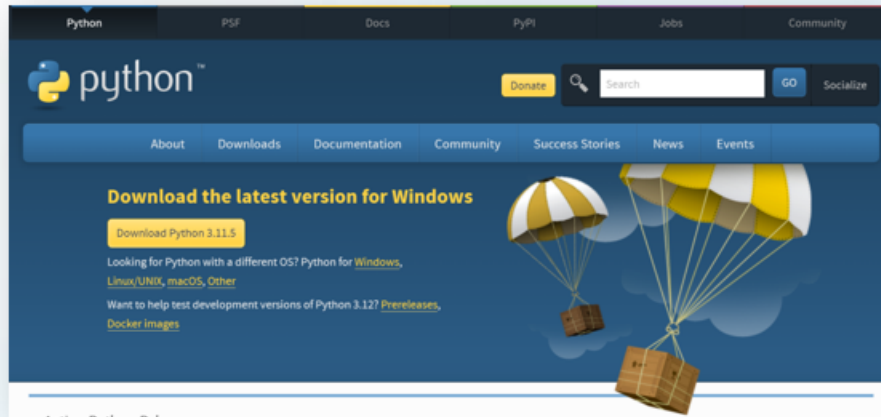 Python PSF Docs PyPI Jobs Community
python™ Donate Search GO Socialize
About Downloads Documentation Community Success Stories News Events
Download the latest version for Windows
Download Python 3.11.5
Looking for Python with a different OS? Python for Windows,
Linux/UNIX, macOS, Other
Want to help test development versions of Python 3.12? Prereleases,
Docker images